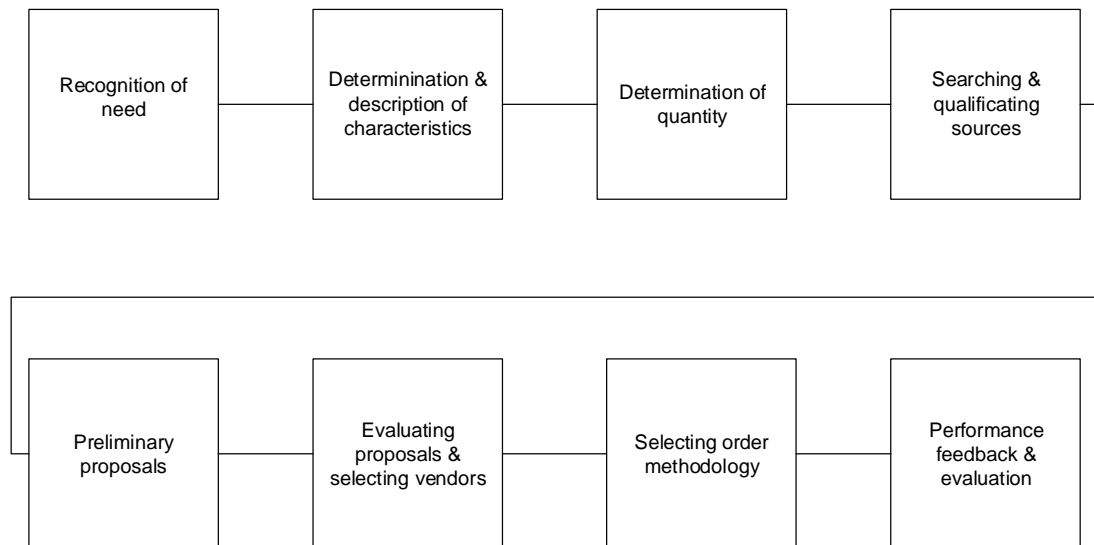 Recognition of
need
Determinination &
description of
characteristics
Determination of
quantity
Searching &
qualificating
sources
Preliminary
proposals
Evaluating
proposals &
selecting vendors
Selecting order
methodology
Performance
feedback &
evaluation